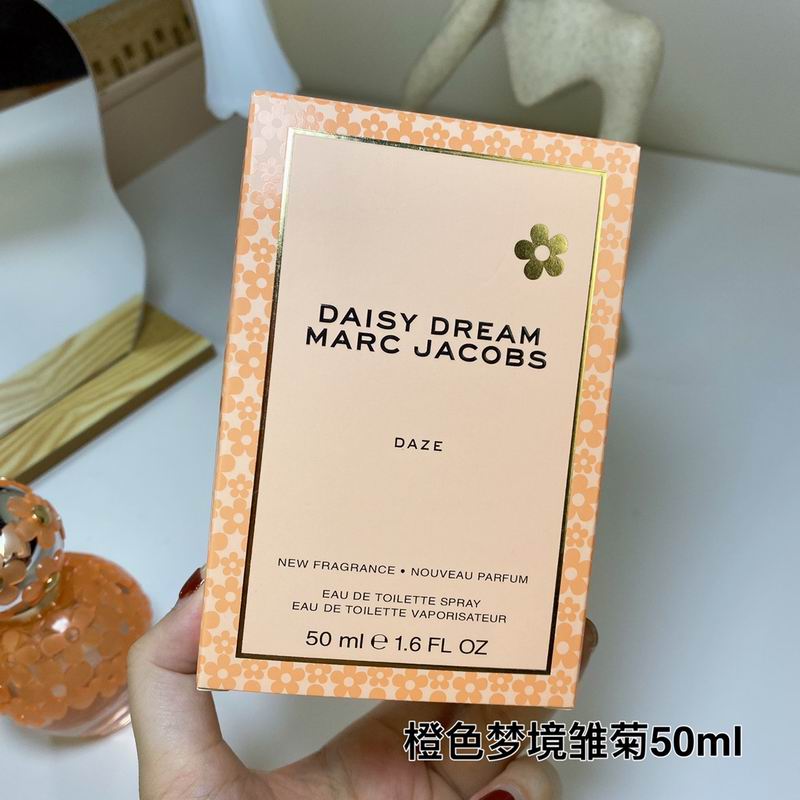 DAISY DREAM
MARC JACOBS
DAZE
NEW FRAGRANCE • NOUVEAU PARFUM
EAU DE TOILETTE SPRAY
EAU DE TOILETTE VAPORISATEUR
50 ml ℮ 1.6 FL OZ
橙色梦境雏菊50ml